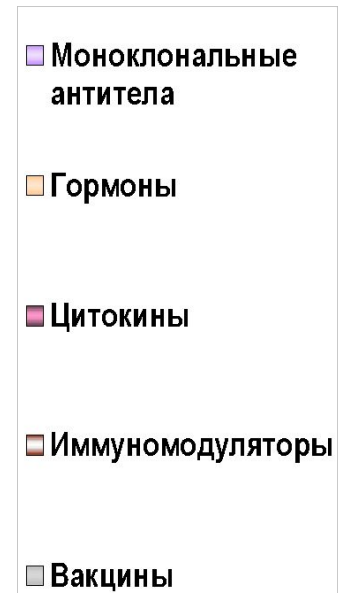 Моноклональные
антитела
Гормоны
Цитокины
Иммуномодуляторы
Вакцины